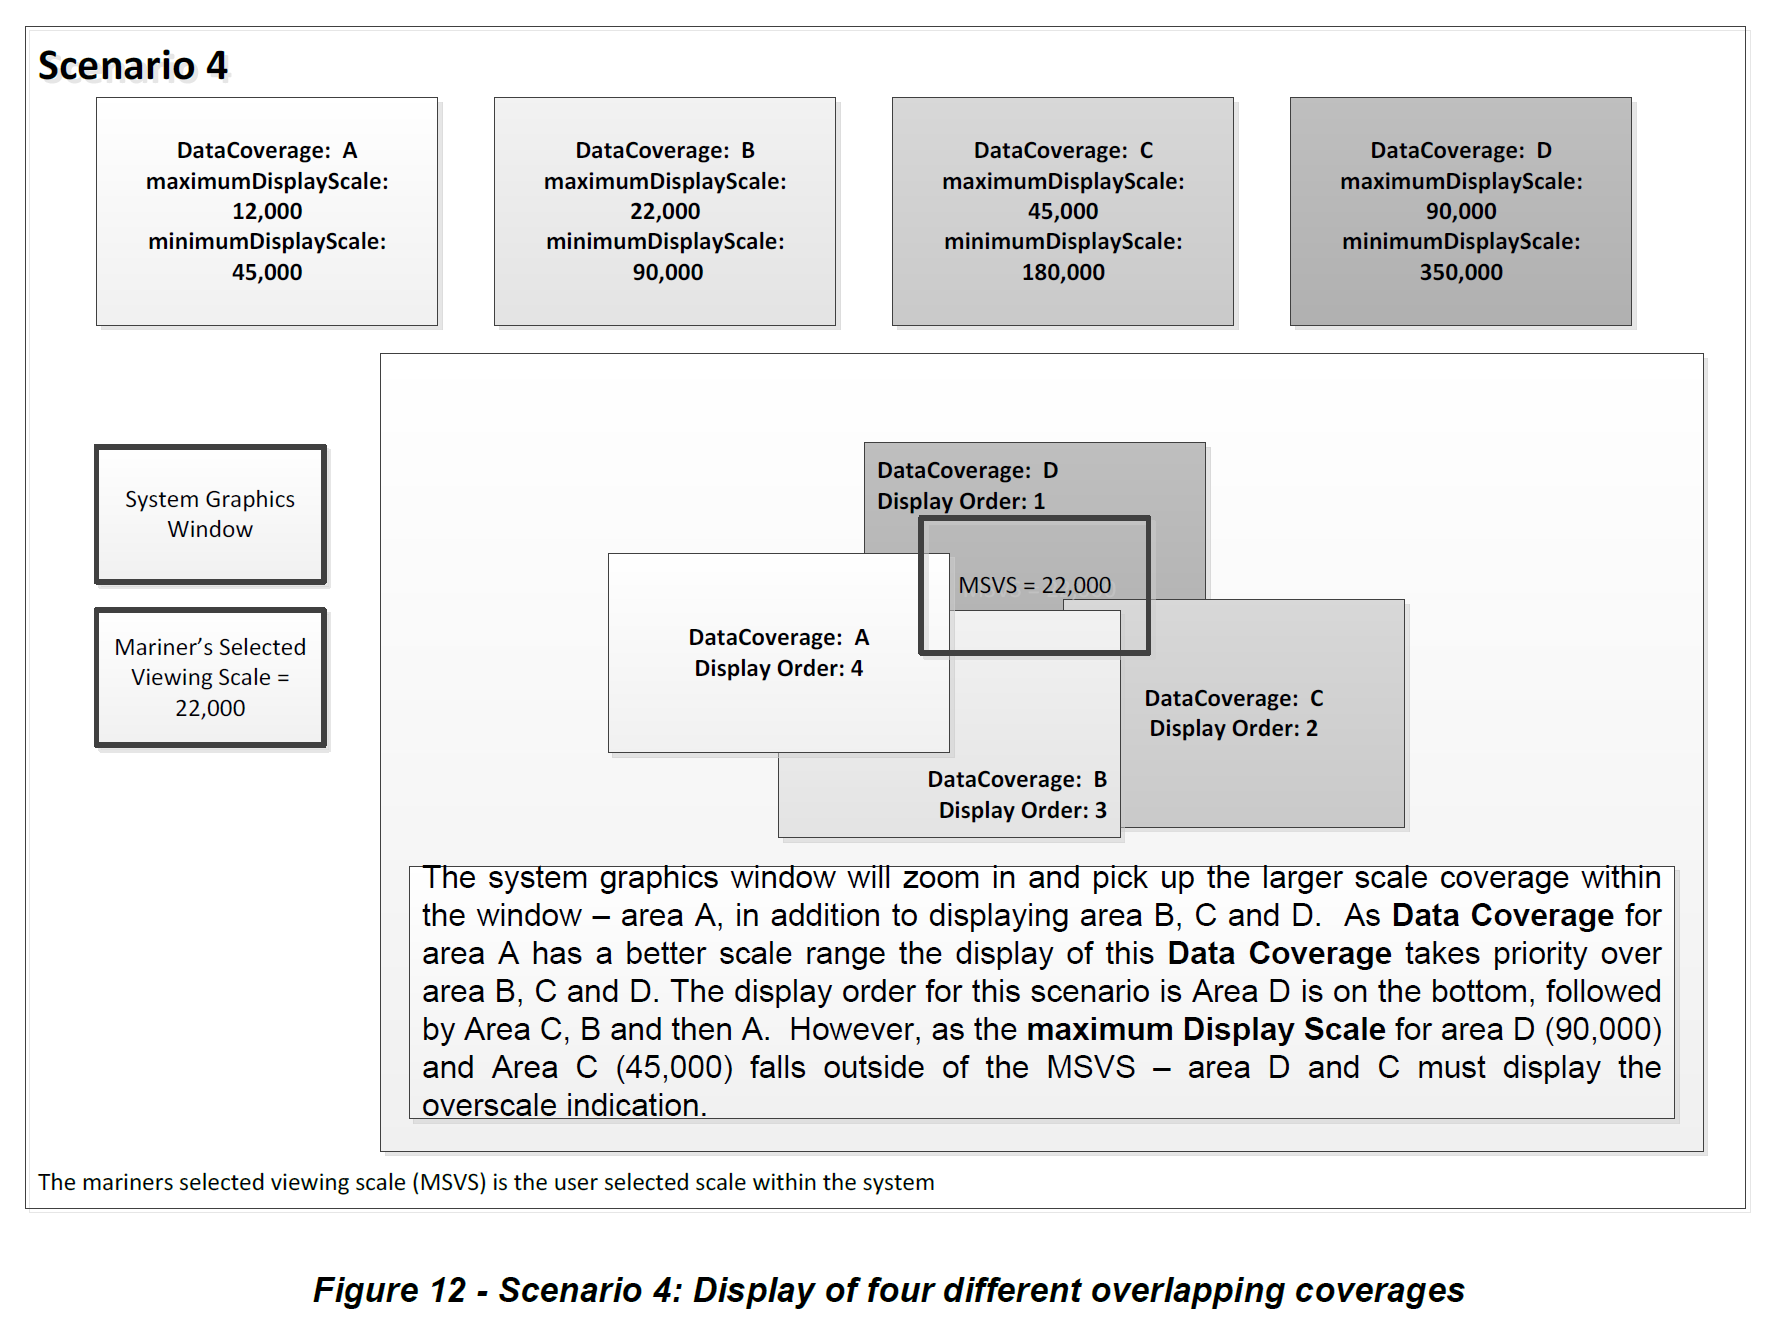 Scenario 4
DataCoverage: A
maximumDisplayScale:
12,000
minimumDisplayScale:
45,000
DataCoverage: B
maximumDisplayScale:
22,000
minimumDisplayScale:
90,000
DataCoverage: C
maximumDisplayScale:
45,000
minimumDisplayScale:
180,000
DataCoverage: D
maximumDisplayScale:
90,000
minimumDisplayScale:
350,000
System Graphics
Window
Mariner’s Selected
Viewing Scale =
22,000
DataCoverage: D
Display Order: 1
MSVS = 22,000
DataCoverage: A
Display Order: 4
DataCoverage: C
Display Order: 2
DataCoverage: B
Display Order: 3
The system graphics window will zoom in and pick up the larger scale coverage within
the window – area A, in addition to displaying area B, C and D. As Data Coverage for
area A has a better scale range the display of this Data Coverage takes priority over
area B, C and D. The display order for this scenario is Area D is on the bottom, followed
by Area C, B and then A. However, as the maximum Display Scale for area D (90,000)
and Area C (45,000) falls outside of the MSVS – area D and C must display the
overscale indication.
The mariners selected viewing scale (MSVS) is the user selected scale within the system
Figure 12 - Scenario 4: Display of four different overlapping coverages